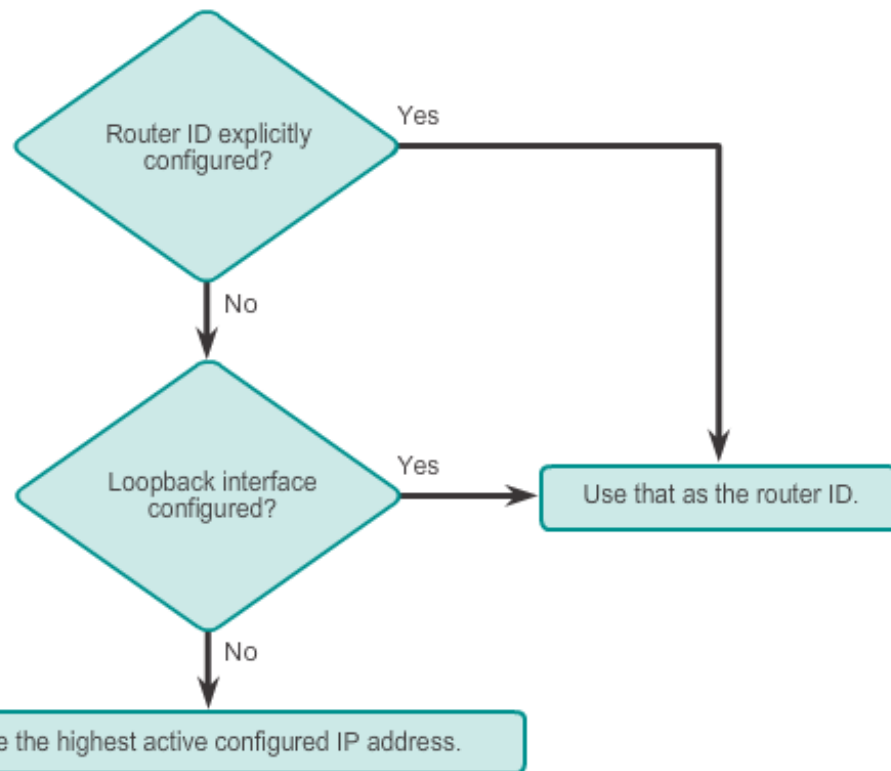 Router ID explicitly
configured?
Yes
No
Loopback interface
configured?
Yes
Use that as the router ID.
No
e the highest active configured IP address.